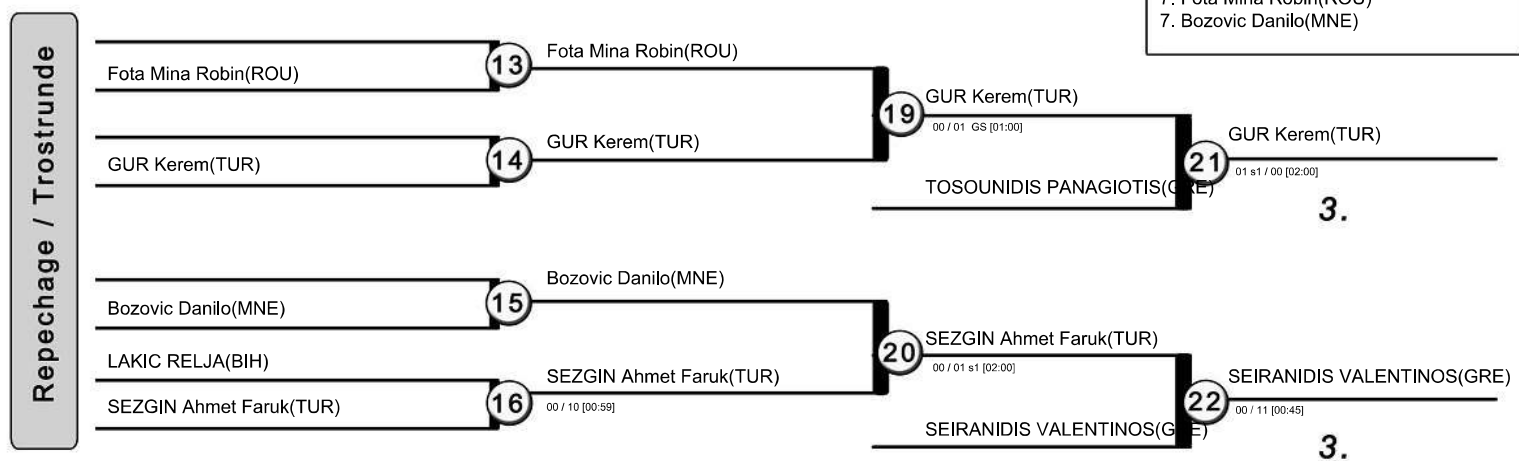 7. Fota Mina Robin(ROU)
7. Bozovic Danilo(MNE)
Repechage / Trostrunde
Fota Mina Robin(ROU)
13
Fota Mina Robin(ROU)
GUR Kerem(TUR)
14
GUR Kerem(TUR)
19
GUR Kerem(TUR)
00 / 01 GS [01:00]
TOSOUNIDIS PANAGIOTIS(GRE)
21
GUR Kerem(TUR)
01 s1 / 00 [02:00]
3.
Bozovic Danilo(MNE)
15
Bozovic Danilo(MNE)
LAKIC RELJA(BIH)
SEZGIN Ahmet Faruk(TUR)
16
SEZGIN Ahmet Faruk(TUR)
00 / 10 [00:59]
20
SEZGIN Ahmet Faruk(TUR)
00 / 01 s1 [02:00]
SEIRANIDIS VALENTINOS(GRE)
22
SEIRANIDIS VALENTINOS(GRE)
00 / 11 [00:45]
3.